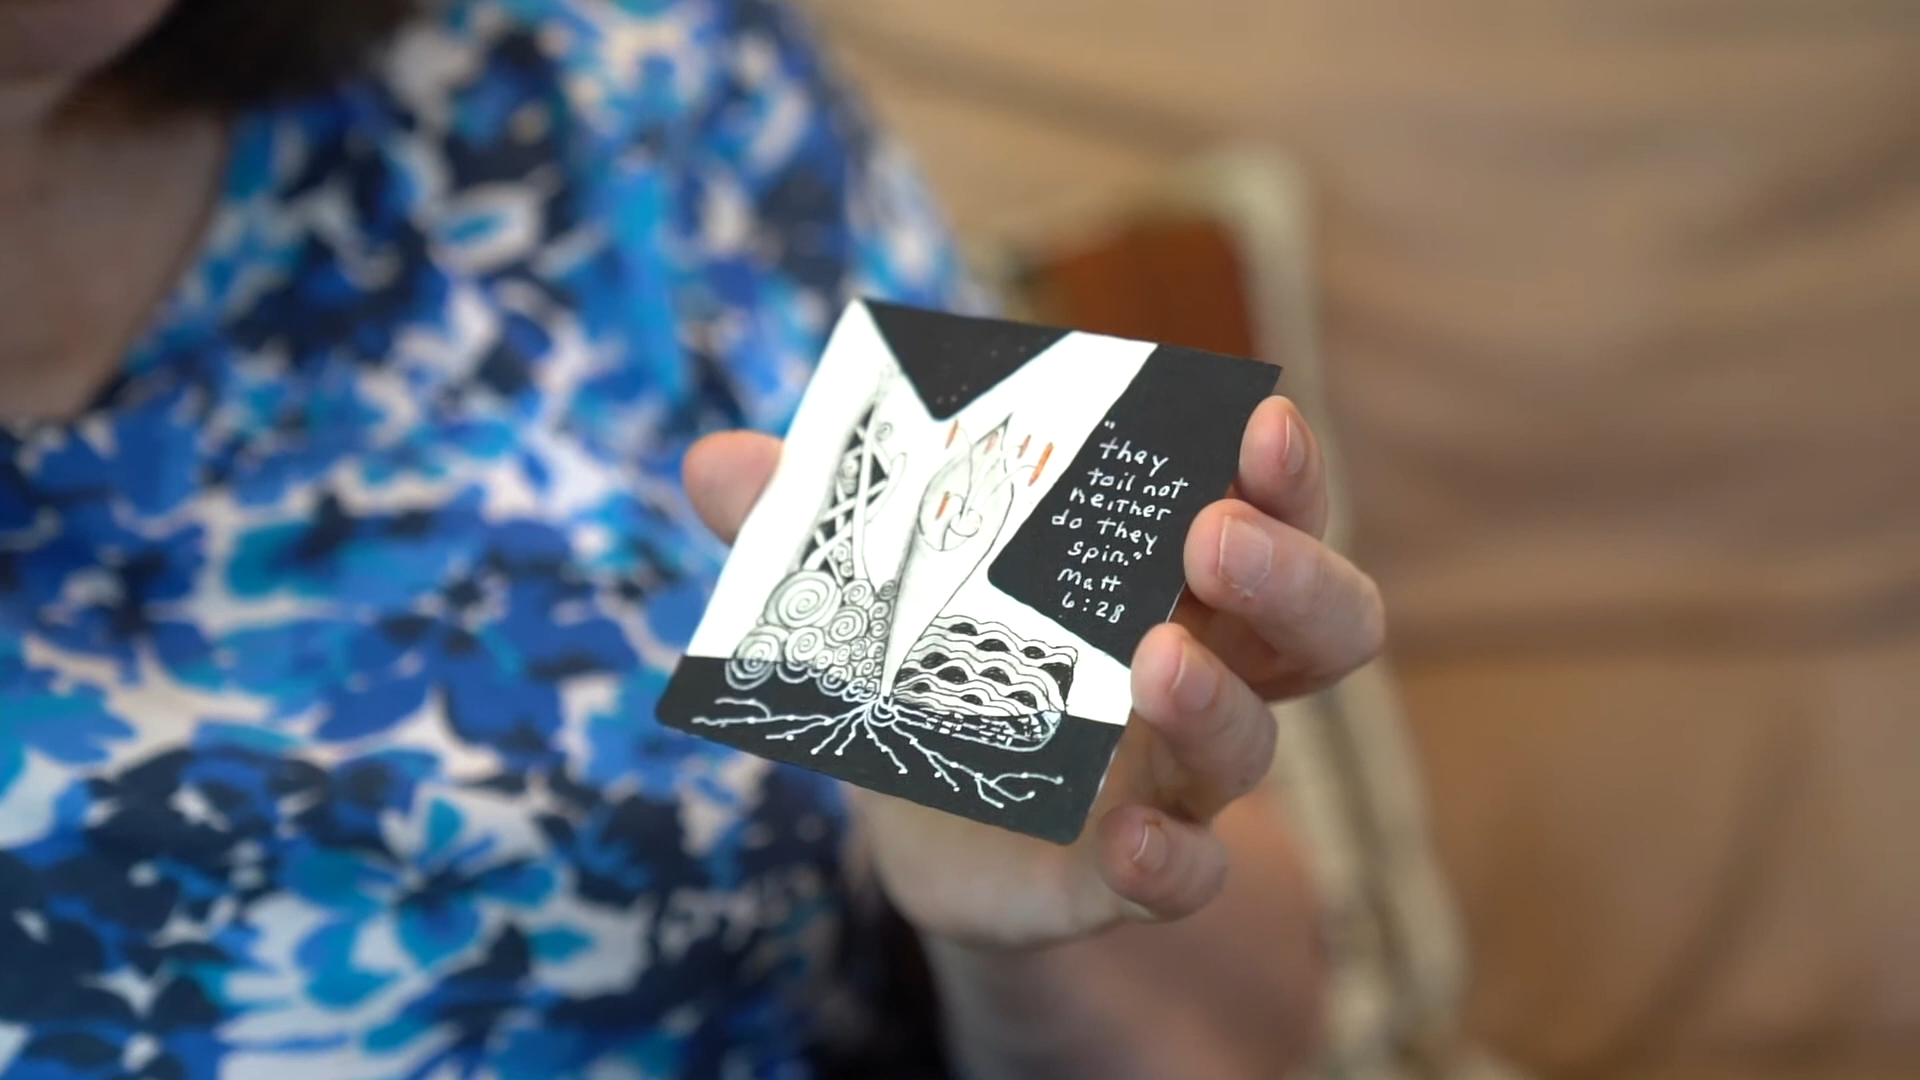 "they
toil not
neither
do they
spin."
Matt
6:28